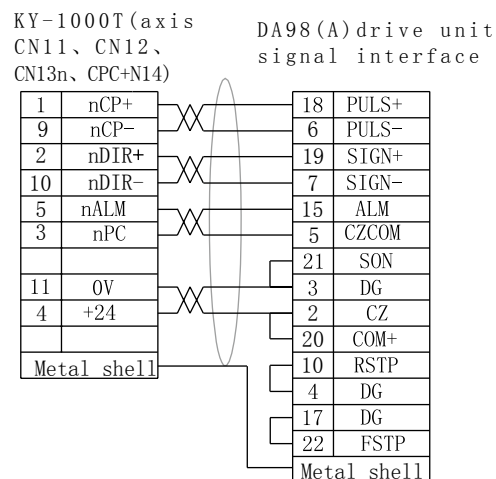 KY-1000T(axis
CN11、CN12、
CN13n、CPC+N14)
DA98(A)drive unit
signal interface
1 nCP+
9 nCP-
2 nDIR+
10 nDIR-
5 nALM
3 nPC
11 0V
4 +24
Metal shell
18 PULS+
6 PULS-
19 SIGN+
7 SIGN-
15 ALM
5 CZCOM
21 SON
3 DG
2 CZ
20 COM+
10 RSTP
4 DG
17 DG
22 FSTP
Metal shell